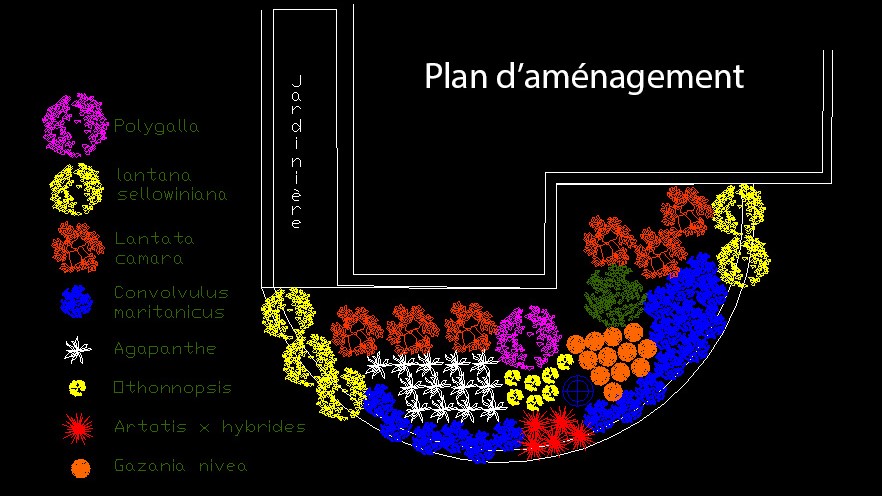 Plan d'aménagement
Jardinière
Polygalla
lantana
sellowiniana
Lantata
camara
Convolvulus
maritanicus
Agapanthe
Othonnopsis
Artotis x hybrides
Gazania nivea